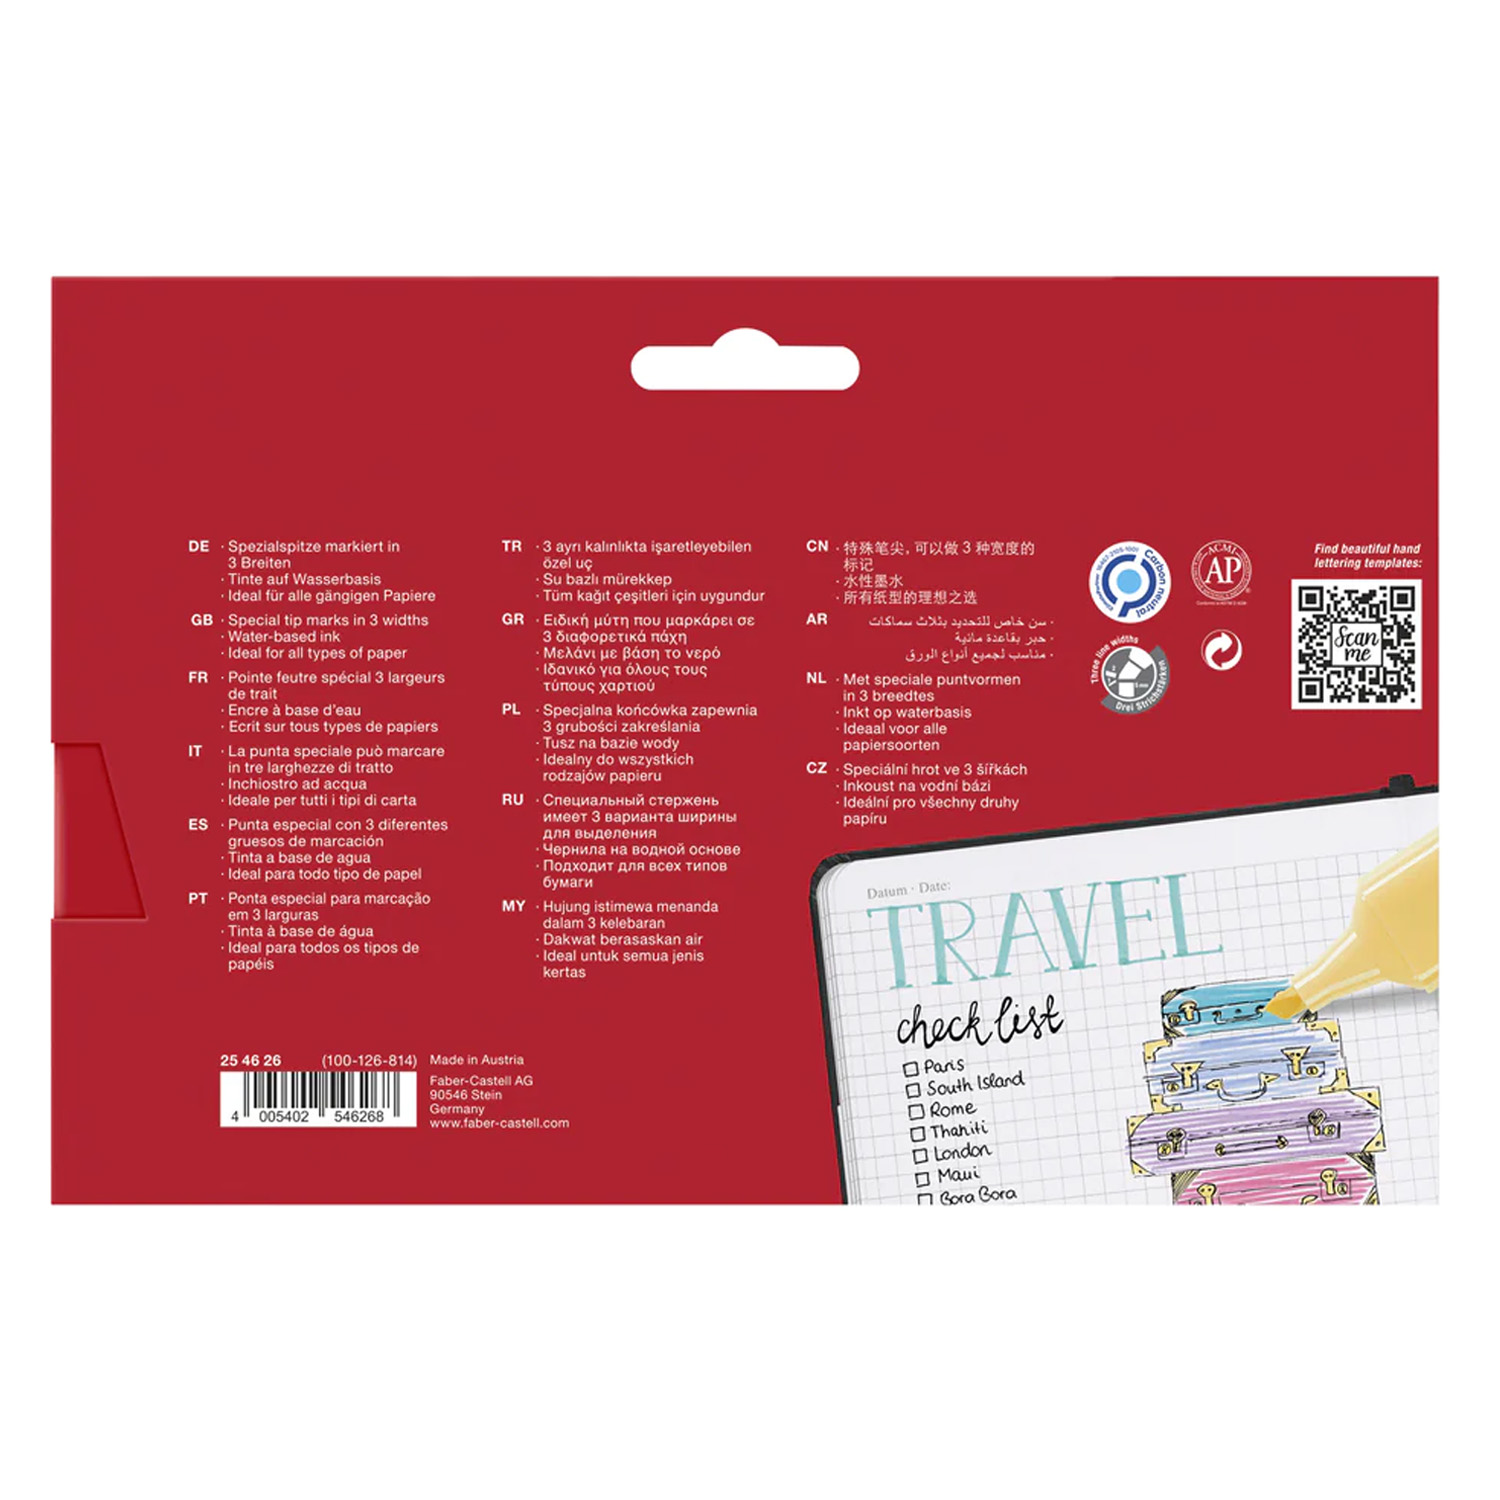 DE · Spezialspitze markiert in
3 Breiten
· Tinte auf Wasserbasis
· Ideal für alle gängigen Papiere
GB · Special tip marks in 3 widths
· Water-based ink
· Ideal for all types of paper
FR · Pointe feutre spécial 3 largeurs
de trait
· Encre à base d'eau
· Ecrit sur tous types de papiers
IT · La punta speciale può marcare
in tre larghezze di tratto
· Inchiostro ad acqua
· Ideale per tutti i tipi di carta
ES · Punta especial con 3 diferentes
gruesos de marcación
· Tinta a base de agua
· Ideal para todo tipo de papel
PT · Ponta especial para marcação
em 3 larguras
· Tinta à base de água
· Ideal para todos os tipos de
papéis
TR · 3 ayrı kalınlıkta işaretleyebilen
özel uç
· Su bazlı mürekkep
· Tüm kağıt çeşitleri için uygundur
GR · Ειδική μύτη που μαρκάρει σε
3 διαφορετικά πάχη
· Μελάνι με βάση το νερό
· Ιδανικό για όλους τους
τύπους χαρτιού
PL · Specjalna końcówka zapewnia
3 grubości zakreślania
· Tusz na bazie wody
· Idealny do wszystkich
rodzajów papieru
RU · Специальный стержень
имеет 3 варианта ширины
для выделения
· Чернила на водной основе
· Подходит для всех типов
бумаги
MY · Hujung istimewa menanda
dalam 3 kelebaran
· Dakwat berasaskan air
· Ideal untuk semua jenis
kertas
CN · 特殊笔尖, 可以做 3 种宽度的
标记
· 水性墨水
· 所有纸型的理想之选
AR · سن خاص للتحديد بثلاث سماكات
· حبر بقاعدة مائية
· مناسب لجميع أنواع الورق
NL · Met speciale puntvormen
in 3 breedtes
· Inkt op waterbasis
· Ideaal voor alle
papiersoorten
CZ · Speciální hrot ve 3 šířkách
· Inkoust na vodní bázi
· Ideální pro všechny druhy
papíru
Carbon neutral
ACMI
AP
Three line widths
Drei Strichstärken
Find beautiful hand
lettering templates:
Scan
me
25 46 26 (100-126-814)
4 005402 546268
Made in Austria
Faber-Castell AG
90546 Stein
Germany
www.faber-castell.com
Datum · Date:
TRAVEL
check list
Paris
South Island
Rome
Thahiti
London
Maui
Bora Bora